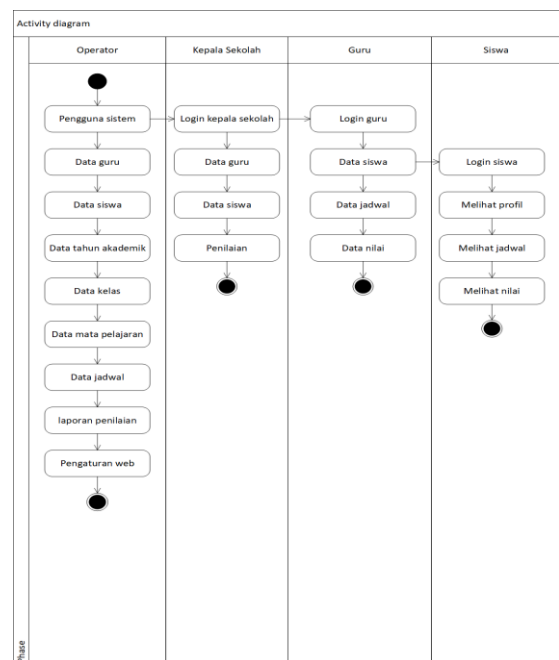 Activity diagram
Operator
Kepala Sekolah
Guru
Siswa
Pengguna sistem
Login kepala sekolah
Login guru
Data guru
Data guru
Data siswa
Login siswa
Data siswa
Data siswa
Data jadwal
Melihat profil
Data tahun akademik
Penilaian
Data nilai
Melihat jadwal
Data kelas
Melihat nilai
Data mata pelajaran
Data jadwal
laporan penilaian
Pengaturan web
Phase